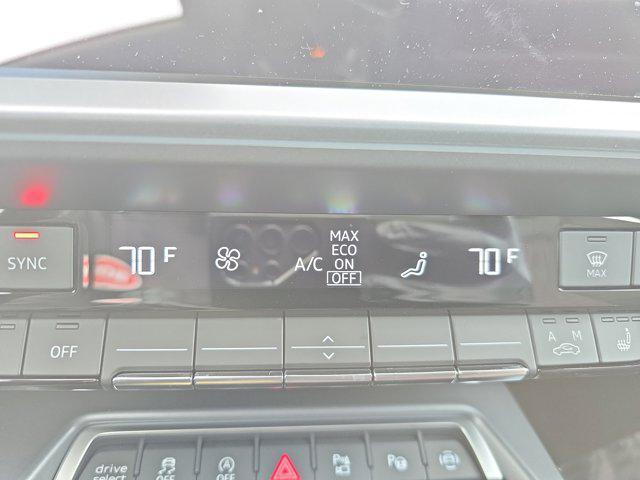 SYNC
70 F
A/C
MAX
ECO
ON
OFF
70 F
MAX
OFF
A M
drive
select
OFF
OFF
P
P